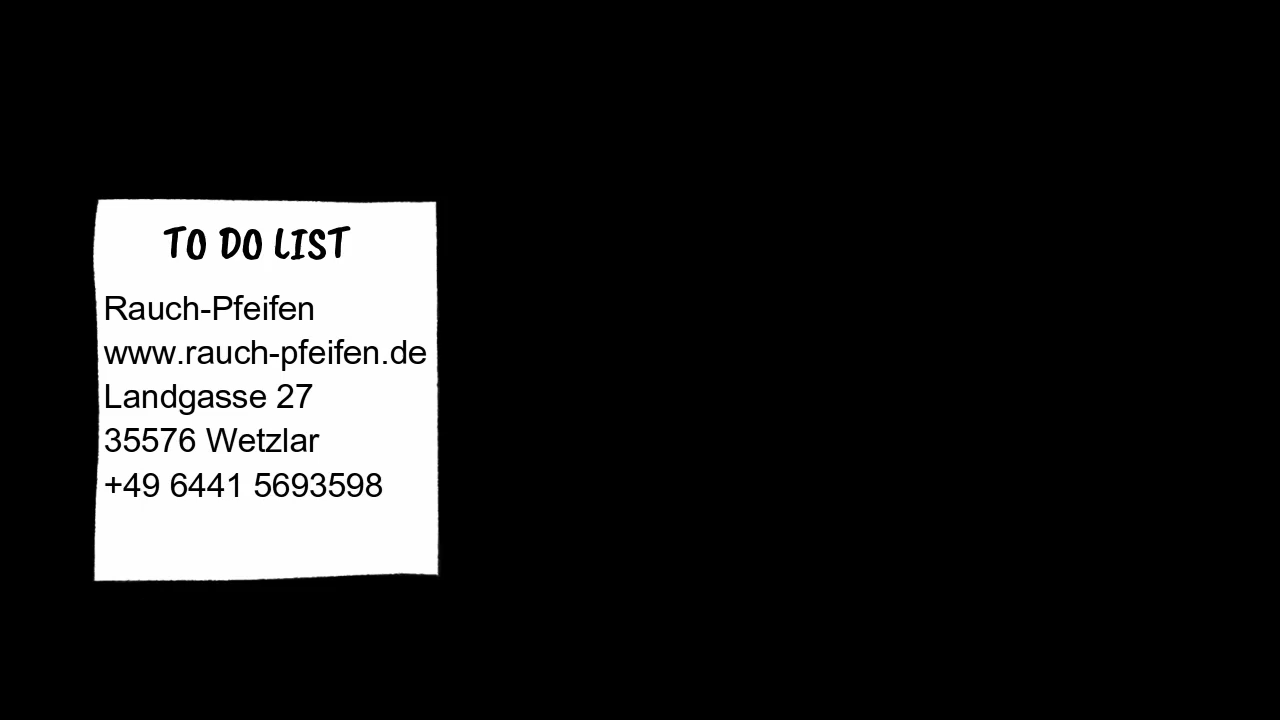 TO DO LIST
Rauch-Pfeifen
www.rauch-pfeifen.de
Landgasse 27
35576 Wetzlar
+49 6441 5693598